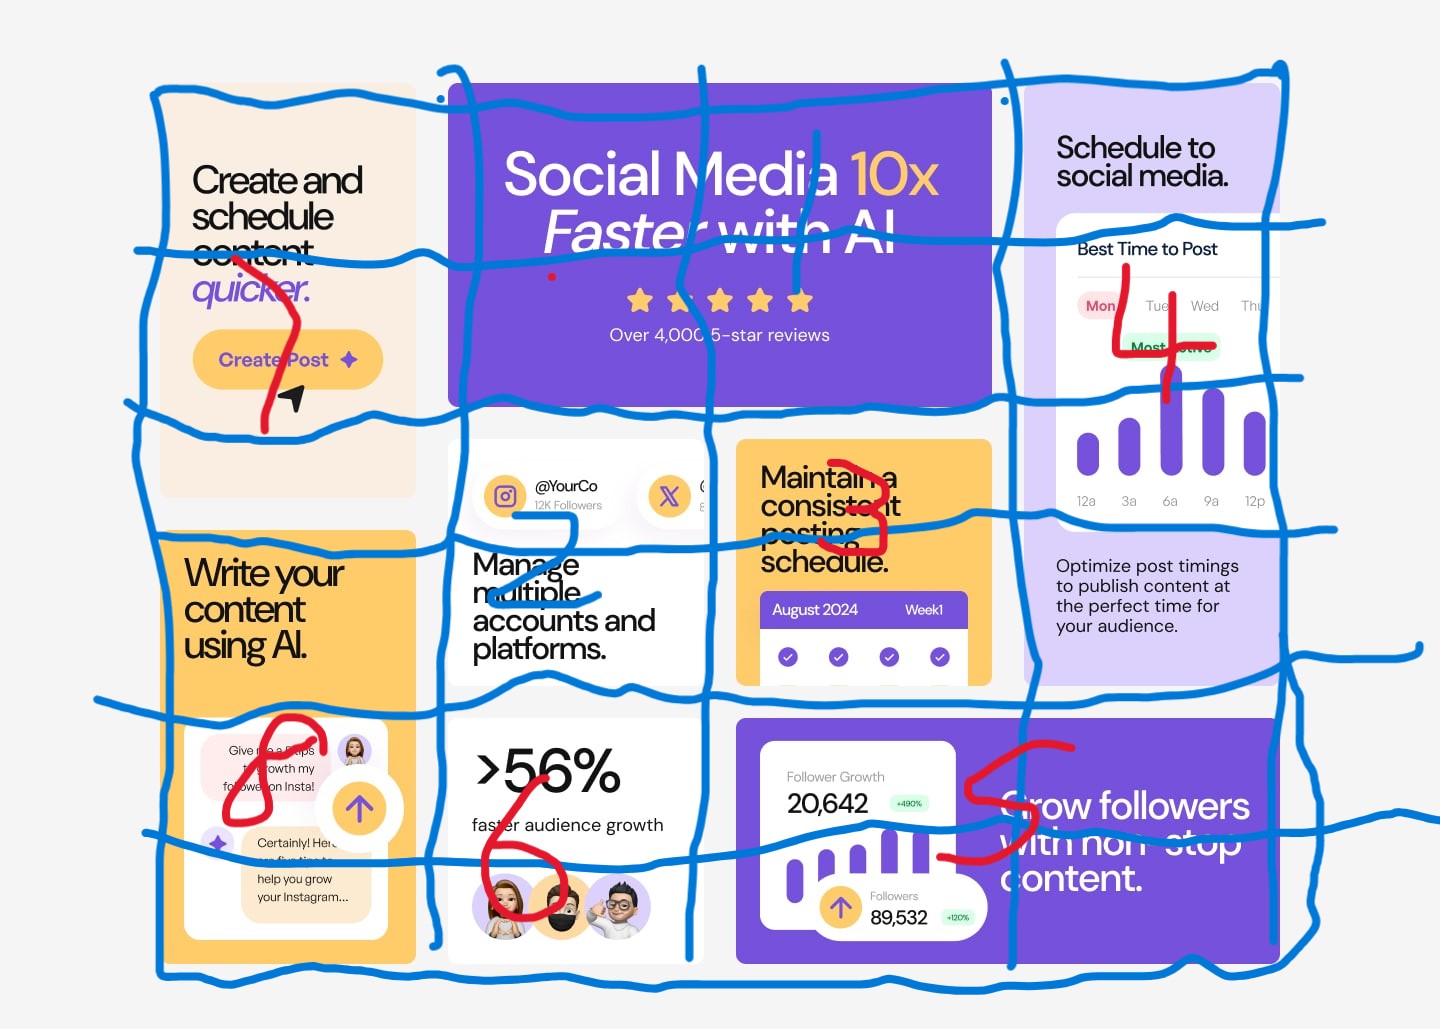 Create and
schedule
content
quicker.
Create Post
7
Social Media 10x
Faster with AI
Over 4,000 5-star reviews
1
Schedule to
social media.
Best Time to Post
Mon Tue Wed Thu
Most active
4
12a 3a 6a 9a 12p
Optimize post timings
to publish content at
the perfect time for
your audience.
@YourCo
12K Followers
2
Manage
multiple
accounts and
platforms.
Maintain a
consistent
posting
schedule.
3
August 2024 Week1
Write your
content
using AI.
8
Give me a 5 tips
to growth my
follower on Insta!
Certainly! Here
are five tips to
help you grow
your Instagram...
>56%
faster audience growth
6
Follower Growth
20,642 +490%
Followers
89,532 +120%
5
Grow followers
with non-stop
content.